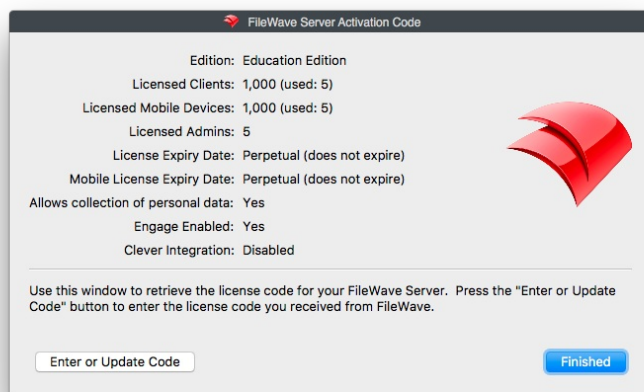 FileWave Server Activation Code
Edition: Education Edition
Licensed Clients: 1,000 (used: 5)
Licensed Mobile Devices: 1,000 (used: 5)
Licensed Admins: 5
License Expiry Date: Perpetual (does not expire)
Mobile License Expiry Date: Perpetual (does not expire)
Allows collection of personal data: Yes
Engage Enabled: Yes
Clever Integration: Disabled
Use this window to retrieve the license code for your FileWave Server.  Press the "Enter or Update
Code" button to enter the license code you received from FileWave.
Enter or Update Code
Finished